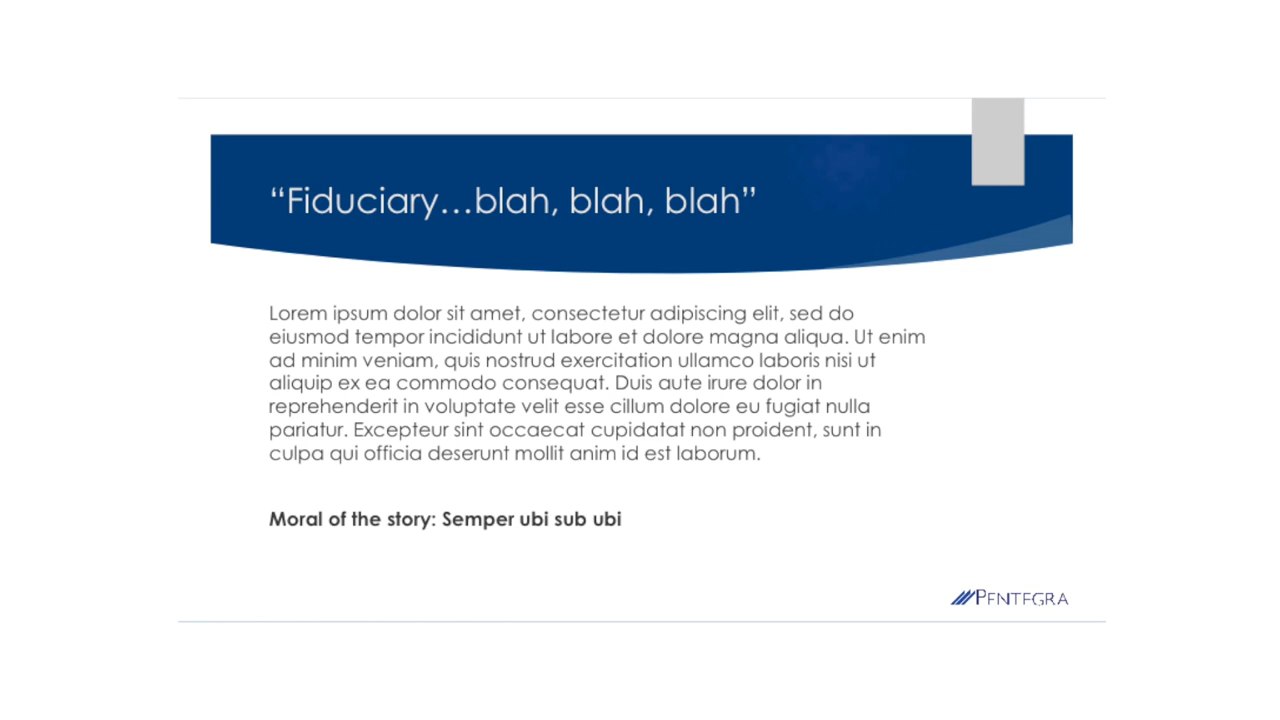 “Fiduciary…blah, blah, blah”
Lorem ipsum dolor sit amet, consectetur adipiscing elit, sed do
eiusmod tempor incididunt ut labore et dolore magna aliqua. Ut enim
ad minim veniam, quis nostrud exercitation ullamco laboris nisi ut
aliquip ex ea commodo consequat. Duis aute irure dolor in
reprehenderit in voluptate velit esse cillum dolore eu fugiat nulla
pariatur. Excepteur sint occaecat cupidatat non proident, sunt in
culpa qui officia deserunt mollit anim id est laborum.
Moral of the story: Semper ubi sub ubi
PENTEGRA